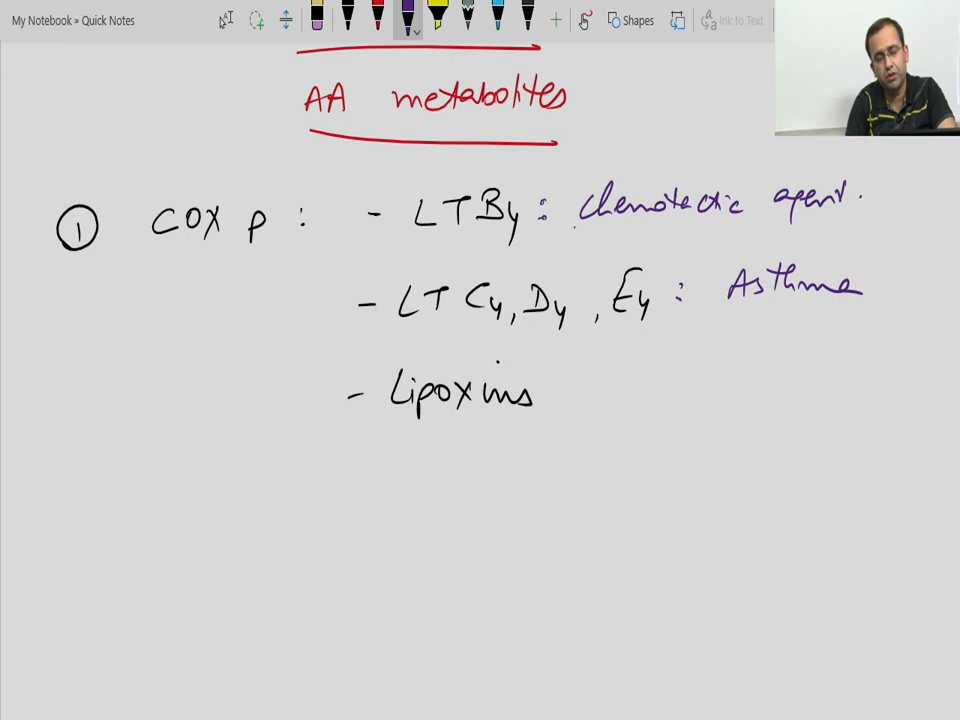 My Notebook » Quick Notes
Shapes
Ink to Text
AA metabolites
① COX P : - LTB4 : Chemotactic agent.
- LT C4, D4, E4 : Asthma
- Lipoxins